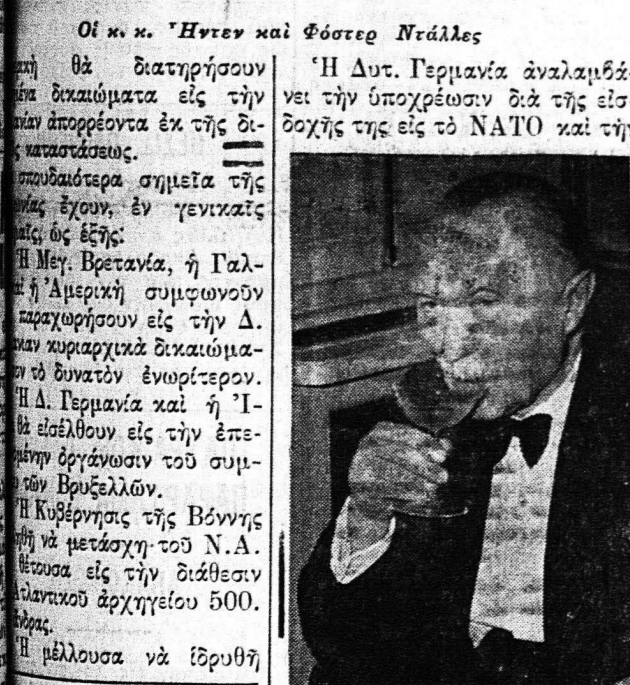 Οἱ κ. κ. Ἤντεν καὶ Φόστερ Ντάλλες
θὰ διατηρήσουν
δικαιώματα εἰς τὴν
ἀπορρέοντα ἐκ τῆς δι-
καταστάσεως.
σπουδαιότερα σημεῖα τῆς
ἔχουν, ἐν γενικαῖς
ὡς ἑξῆς:
Ἡ Μεγ. Βρετανία, ἡ Γαλ-
ἡ Ἀμερικὴ συμφωνοῦν
παραχωρήσουν εἰς τὴν Δ.
κυριαρχικὰ δικαιώμα-
τὸ δυνατὸν ἐνωρίτερον.
Ἡ Δ. Γερμανία καὶ ἡ Ἰ-
θὰ εἰσέλθουν εἰς τὴν ἐπε-
ὀργάνωσιν τοῦ συμ-
τῶν Βρυξελλῶν.
Ἡ Κυβέρνησις τῆς Βόννης
νὰ μετάσχη τοῦ Ν.Α.
θέτουσα εἰς τὴν διάθεσιν
Ἀτλαντικοῦ ἀρχηγείου 500.
άνδρας.
Ἡ μέλλουσα νὰ ἱδρυθῆ
Ἡ Δυτ. Γερμανία ἀναλαμβά-
νει τὴν ὑποχρέωσιν διὰ τῆς εἰσ
δοχῆς της εἰς τὸ ΝΑΤΟ καὶ τὴν